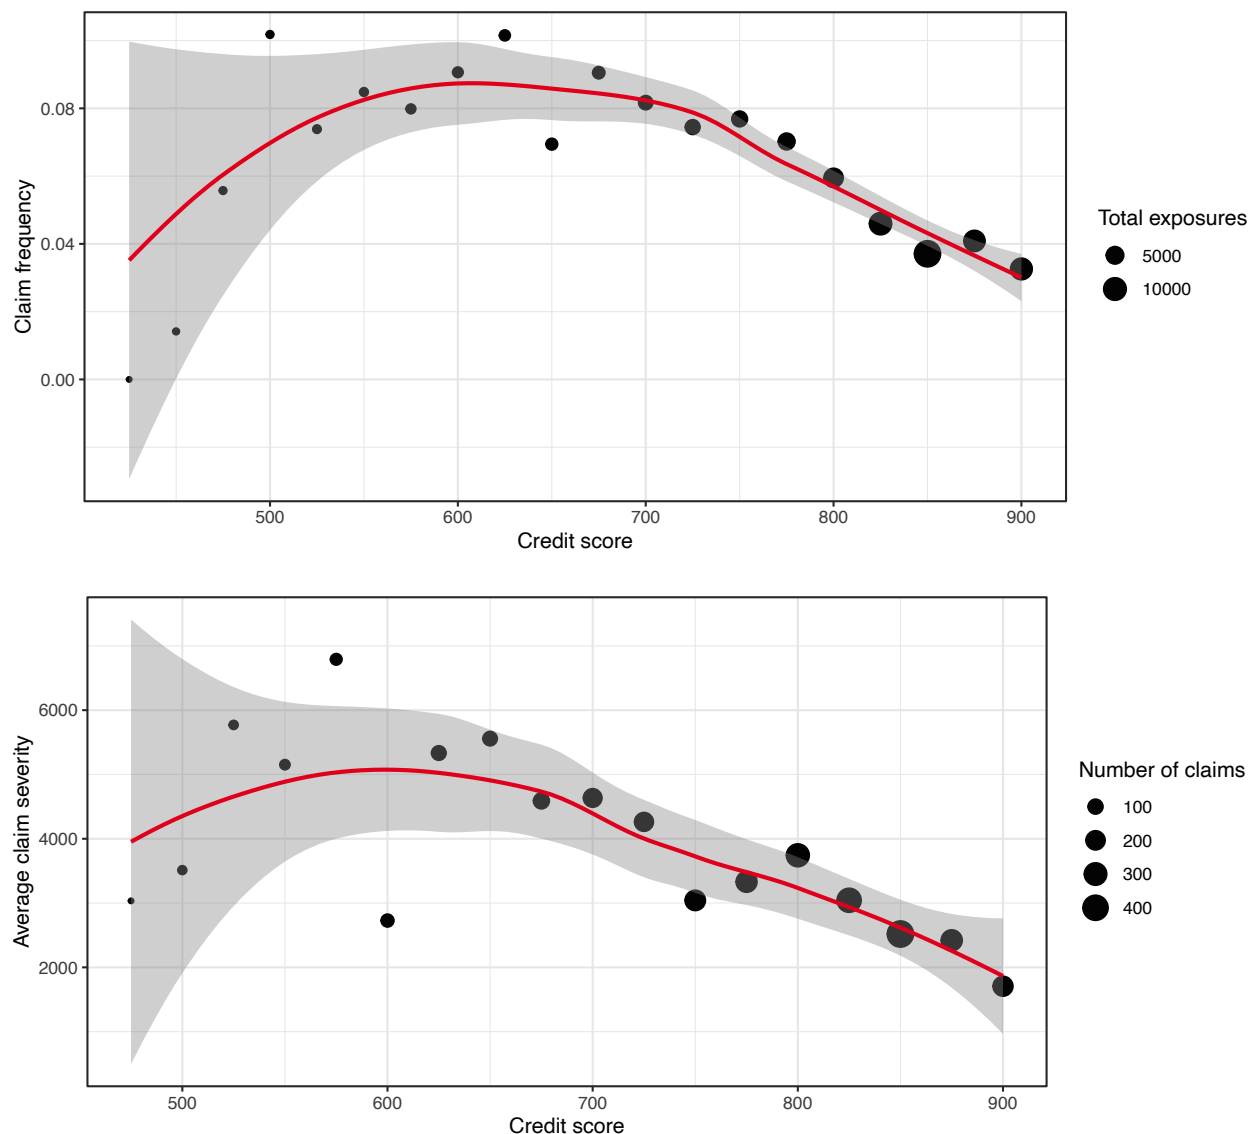 0.08
0.04
0.00
Claim frequency
500 600 700 800 900
Credit score
Total exposures
5000
10000
6000
4000
2000
Average claim severity
500 600 700 800 900
Credit score
Number of claims
100
200
300
400